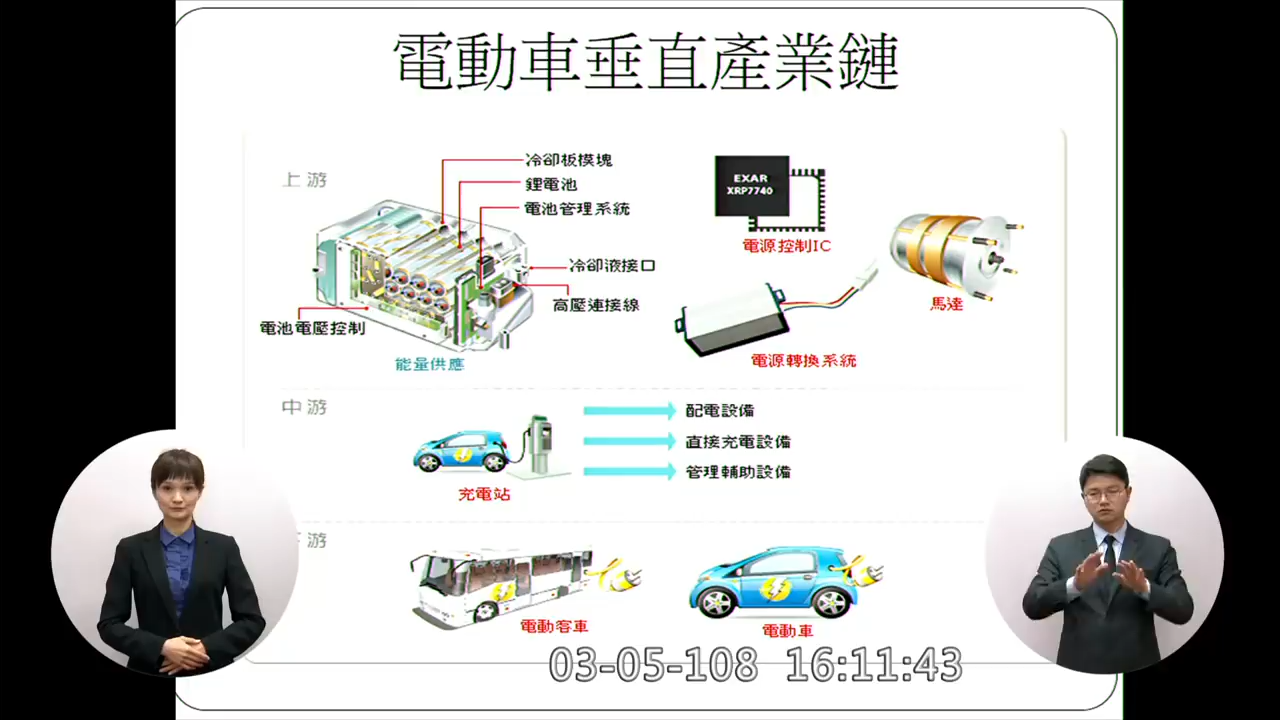 電動車垂直產業鏈
上游
冷卻板模塊
鋰電池
電池管理系統
冷卻液接口
高壓連接線
電池電壓控制
能量供應
EXAR
XRP7740
電源控制IC
馬達
電源轉換系統
中游
配電設備
直接充電設備
管理輔助設備
充電站
游
電動客車
電動車
03-05-108 16:11:43